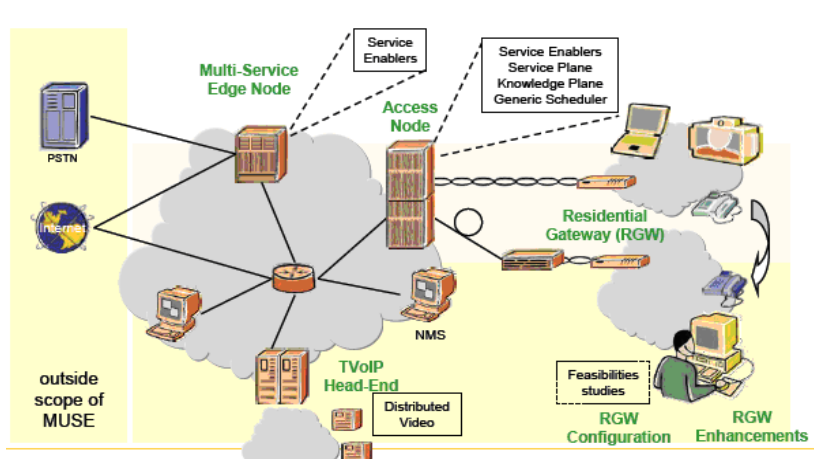 Service
Enablers
Service Enablers
Service Plane
Knowledge Plane
Generic Scheduler
Multi-Service
Edge Node
Access
Node
PSTN
Internet
Residential
Gateway (RGW)
NMS
TVoIP
Head-End
outside
scope of
MUSE
Distributed
Video
Feasibilities
studies
RGW
Configuration
RGW
Enhancements